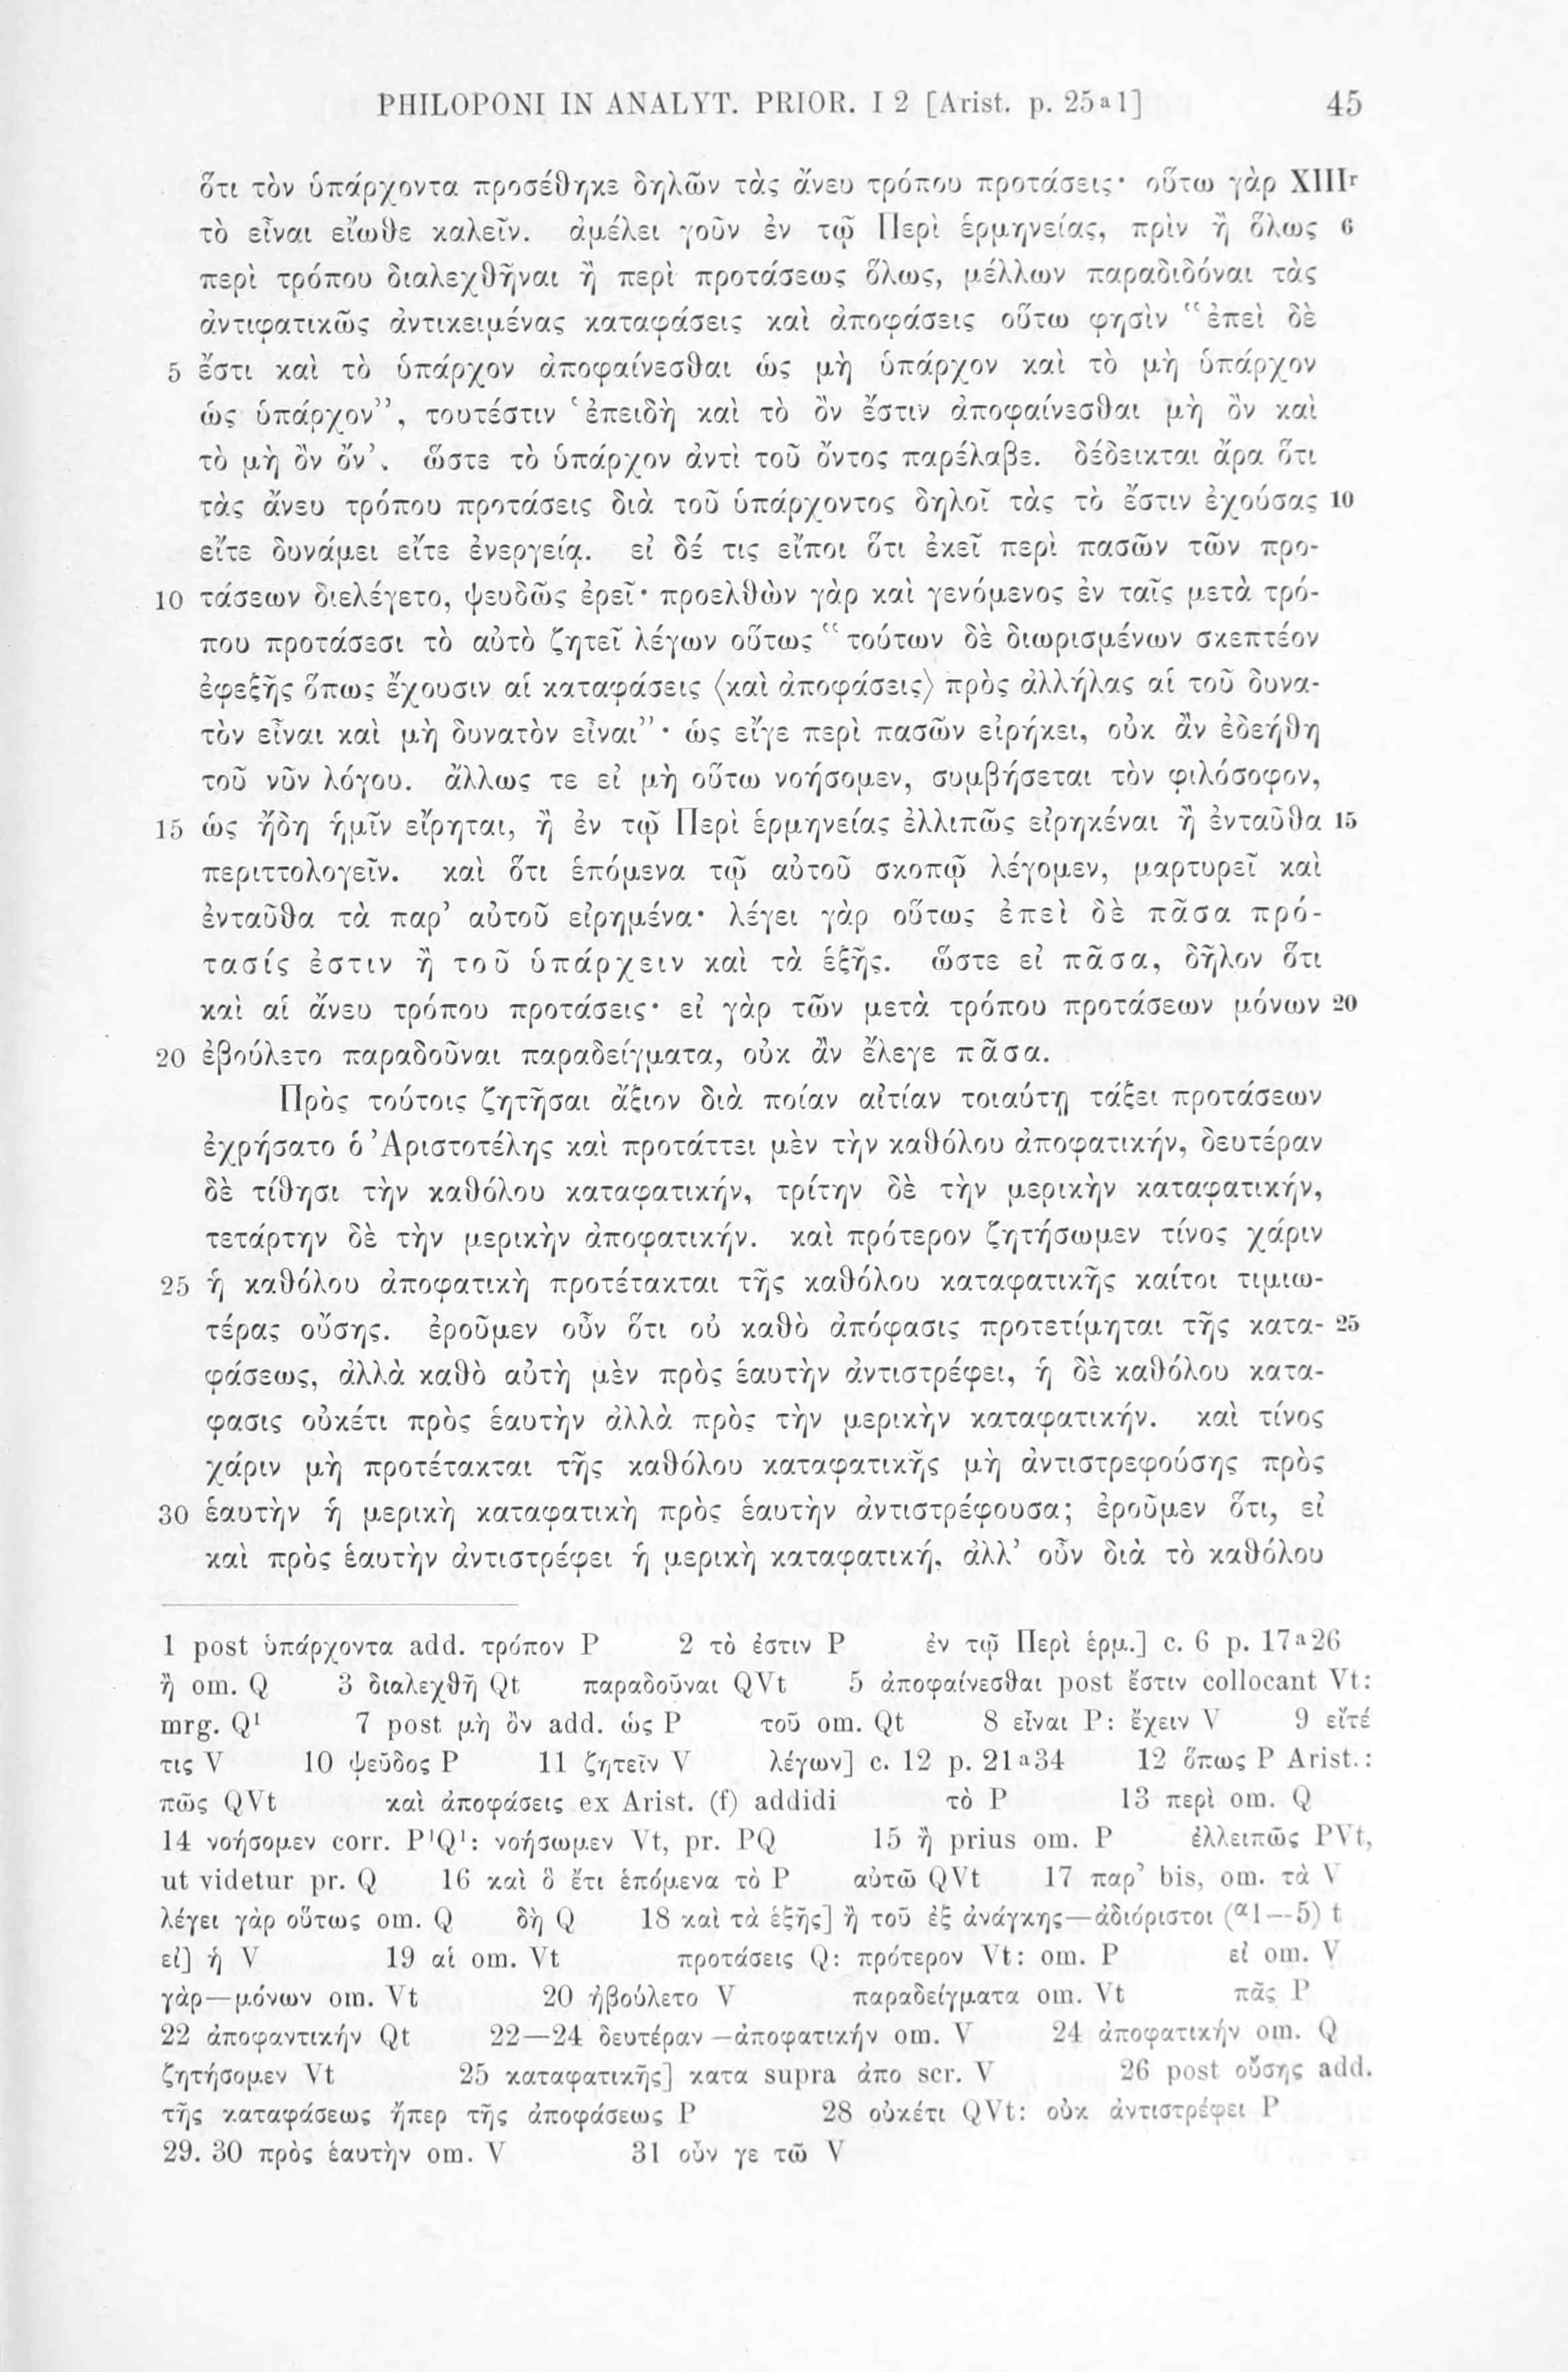 PHILOPONI IN ANALYT. PRIOR. I 2 [Arist. p. 25ᵃ1] 45
ὅτι τὸν ὑπάρχοντα προσέθηκε δηλῶν τὰς ἄνευ τρόπου προτάσεις· οὕτω γὰρ XIIIʳ
τὸ εἶναι εἴωθε καλεῖν. ἀμέλει γοῦν ἐν τῷ Περὶ ἑρμηνείας, πρὶν ἢ ὅλως 6
περὶ τρόπου διαλεχθῆναι ἢ περὶ προτάσεως ὅλως, μέλλων παραδιδόναι τὰς
ἀντιφατικῶς ἀντικειμένας καταφάσεις καὶ ἀποφάσεις οὕτω φησὶν “ἐπεὶ δὲ
5 ἔστι καὶ τὸ ὑπάρχον ἀποφαίνεσθαι ὡς μὴ ὑπάρχον καὶ τὸ μὴ ὑπάρχον
ὡς ὑπάρχον”, τουτέστιν ‘ἐπειδὴ καὶ τὸ ὂν ἔστιν ἀποφαίνεσθαι μὴ ὂν καὶ
τὸ μὴ ὂν ὄν’. ὥστε τὸ ὑπάρχον ἀντὶ τοῦ ὄντος παρέλαβε. δέδεικται ἄρα ὅτι
τὰς ἄνευ τρόπου προτάσεις διὰ τοῦ ὑπάρχοντος δηλοῖ τὰς τὸ ἔστιν ἐχούσας 10
εἴτε δυνάμει εἴτε ἐνεργείᾳ. εἰ δέ τις εἴποι ὅτι ἐκεῖ περὶ πασῶν τῶν προ-
10 τάσεων διελέγετο, ψευδῶς ἐρεῖ· προελθὼν γὰρ καὶ γενόμενος ἐν ταῖς μετὰ τρό-
που προτάσεσι τὸ αὐτὸ ζητεῖ λέγων οὕτως “τούτων δὲ διωρισμένων σκεπτέον
ἐφεξῆς ὅπως ἔχουσιν αἱ καταφάσεις ⟨καὶ ἀποφάσεις⟩ πρὸς ἀλλήλας αἱ τοῦ δυνα-
τὸν εἶναι καὶ μὴ δυνατὸν εἶναι”· ὡς εἴγε περὶ πασῶν εἰρήκει, οὐκ ἂν ἐδεήθη
τοῦ νῦν λόγου. ἄλλως τε εἰ μὴ οὕτω νοήσομεν, συμβήσεται τὸν φιλόσοφον,
15 ὡς ἤδη ἡμῖν εἴρηται, ἢ ἐν τῷ Περὶ ἑρμηνείας ἐλλιπῶς εἰρηκέναι ἢ ἐνταῦθα 15
περιττολογεῖν. καὶ ὅτι ἑπόμενα τῷ αὐτοῦ σκοπῷ λέγομεν, μαρτυρεῖ καὶ
ἐνταῦθα τὰ παρ’ αὐτοῦ εἰρημένα· λέγει γὰρ οὕτως ἐπεὶ δὲ πᾶσα πρό-
τασίς ἐστιν ἢ τοῦ ὑπάρχειν καὶ τὰ ἑξῆς. ὥστε εἰ πᾶσα, δῆλον ὅτι
καὶ αἱ ἄνευ τρόπου προτάσεις· εἰ γὰρ τῶν μετὰ τρόπου προτάσεων μόνων 20
20 ἐβούλετο παραδοῦναι παραδείγματα, οὐκ ἂν ἔλεγε πᾶσα.
Πρὸς τούτοις ζητῆσαι ἄξιον διὰ ποίαν αἰτίαν τοιαύτῃ τάξει προτάσεων
ἐχρήσατο ὁ Ἀριστοτέλης καὶ προτάττει μὲν τὴν καθόλου ἀποφατικήν, δευτέραν
δὲ τίθησι τὴν καθόλου καταφατικήν, τρίτην δὲ τὴν μερικὴν καταφατικήν,
τετάρτην δὲ τὴν μερικὴν ἀποφατικήν. καὶ πρότερον ζητήσωμεν τίνος χάριν
25 ἡ καθόλου ἀποφατικὴ προτέτακται τῆς καθόλου καταφατικῆς καίτοι τιμιω-
τέρας οὔσης. ἐροῦμεν οὖν ὅτι οὐ καθὸ ἀπόφασις προτετίμηται τῆς κατα- 25
φάσεως, ἀλλὰ καθὸ αὐτὴ μὲν πρὸς ἑαυτὴν ἀντιστρέφει, ἡ δὲ καθόλου κατα-
φασις οὐκέτι πρὸς ἑαυτὴν ἀλλὰ πρὸς τὴν μερικὴν καταφατικήν. καὶ τίνος
χάριν μὴ προτέτακται τῆς καθόλου καταφατικῆς μὴ ἀντιστρεφούσης πρὸς
30 ἑαυτὴν ἡ μερικὴ καταφατικὴ πρὸς ἑαυτὴν ἀντιστρέφουσα; ἐροῦμεν ὅτι, εἰ
καὶ πρὸς ἑαυτὴν ἀντιστρέφει ἡ μερικὴ καταφατική, ἀλλ’ οὖν διὰ τὸ καθόλου
1 post ὑπάρχοντα add. τρόπον P 2 τὸ ἐστιν P ἐν τῷ Περὶ ἑρμ.] c. 6 p. 17ᵃ26
ἢ om. Q 3 διαλεχθῆ Qt παραδοῦναι QVt 5 ἀποφαίνεσθαι post ἔστιν collocant Vt:
mrg. Q¹ 7 post μὴ ὂν add. ὡς P τοῦ om. Qt 8 εἶναι P: ἔχειν V 9 εἴτέ
τις V 10 ψεῦδος P 11 ζητεῖν V λέγων] c. 12 p. 21ᵃ34 12 ὅπως P Arist.:
πῶς QVt καὶ ἀποφάσεις ex Arist. (f) addidi τὸ P 13 περὶ om. Q
14 νοήσομεν corr. P¹Q¹: νοήσωμεν Vt, pr. PQ 15 ἢ prius om. P ἐλλειπῶς PVt,
ut videtur pr. Q 16 καὶ ὃ ἔτι ἑπόμενα τὸ P αὐτῶ QVt 17 παρ’ bis, om. τὰ V
λέγει γὰρ οὕτως om. Q δὴ Q 18 καὶ τὰ ἑξῆς] ἢ τοῦ ἐξ ἀνάγκης—ἀδιόριστοι (ᵃ1—5) t
εἰ] ἡ V 19 αἱ om. Vt προτάσεις Q: πρότερον Vt: om. P εἰ om. V
γὰρ—μόνων om. Vt 20 ἠβούλετο V παραδείγματα om. Vt πᾶς P
22 ἀποφαντικήν Qt 22—24 δευτέραν—ἀποφατικήν om. V 24 ἀποφατικήν om. Q
ζητήσομεν Vt 25 καταφατικῆς] κατα supra ἀπο scr. V 26 post οὔσης add.
τῆς καταφάσεως ἤπερ τῆς ἀποφάσεως P 28 οὐκέτι QVt: οὐκ ἀντιστρέφει P
29. 30 πρὸς ἑαυτὴν om. V 31 οὖν γε τῶ V